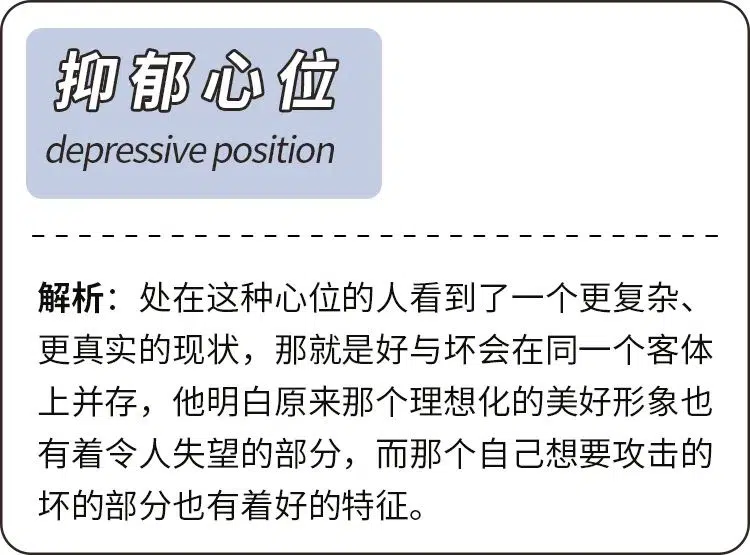 抑郁心位
depressive position
解析：处在这种心位的人看到了一个更复杂、
更真实的现状，那就是好与坏会在同一个客体
上并存，他明白原来那个理想化的美好形象也
有着令人失望的部分，而那个自己想要攻击的
坏的部分也有着好的特征。